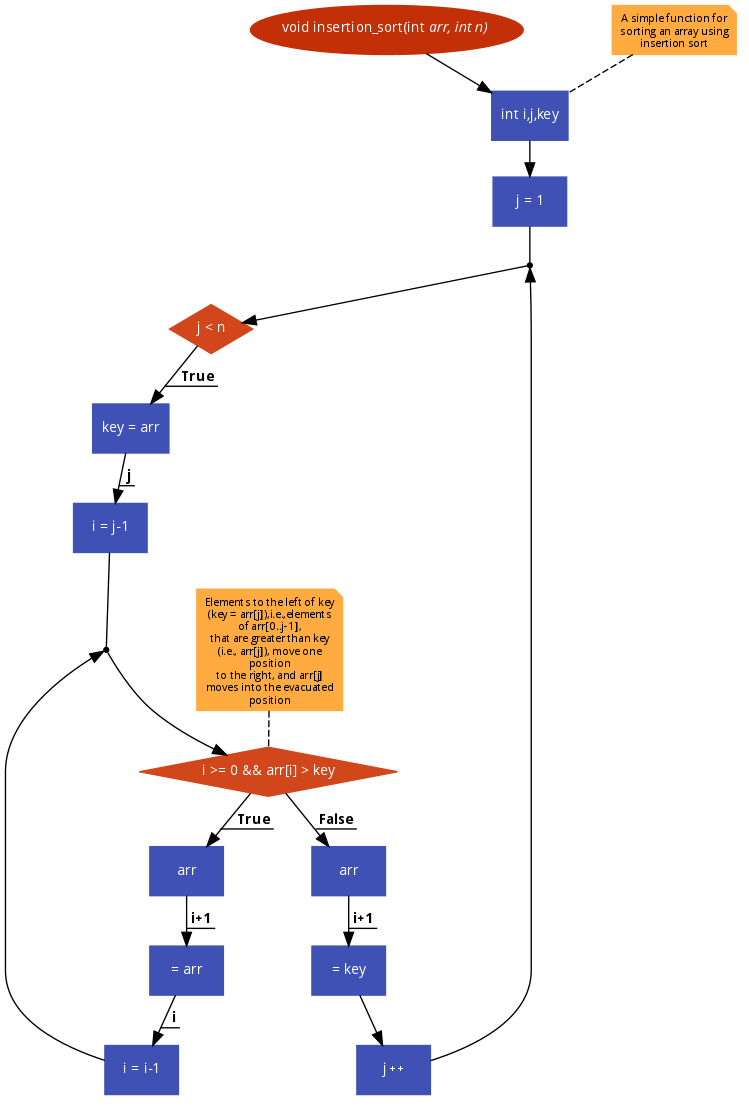 void insertion_sort(int arr, int n)
A simple function for
sorting an array using
insertion sort
int i,j,key
j = 1
j < n
True
key = arr
j
i = j-1
Elements to the left of key
(key = arr[j]),i.e.,elements
of arr[0..j-1],
that are greater than key
(i.e., arr[j]), move one
position
to the right, and arr[j]
moves into the evacuated
position
i >= 0 && arr[i] > key
True
False
arr
arr
i+1
i+1
= arr
= key
i
i = i-1
j ++